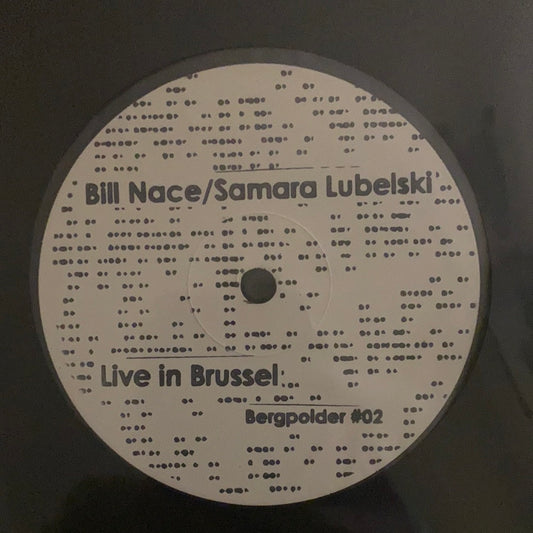 Bill Nace/Samara Lubelski
Live in Brussel
Bergpolder #02